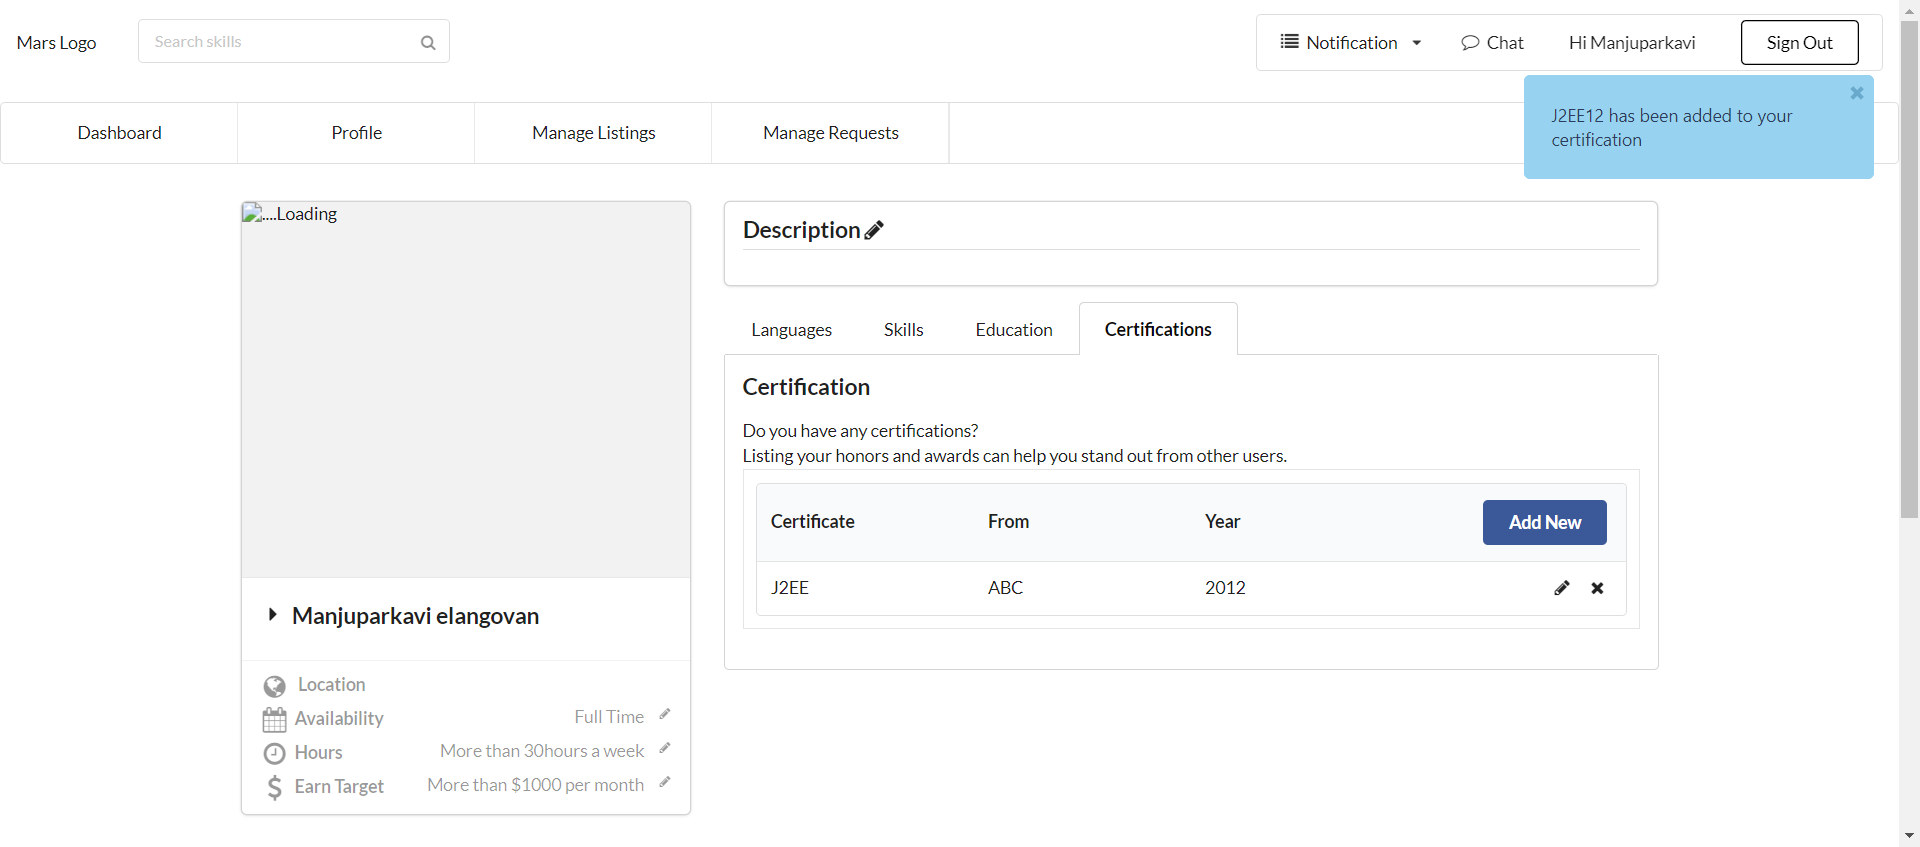 Mars Logo
Search skills
Notification
Chat
Hi Manjuparkavi
Sign Out
J2EE12 has been added to your
certification
Dashboard
Profile
Manage Listings
Manage Requests
....Loading
Manjuparkavi elangovan
Location
Availability
Full Time
Hours
More than 30hours a week
Earn Target
More than $1000 per month
Description
Languages
Skills
Education
Certifications
Certification
Do you have any certifications?
Listing your honors and awards can help you stand out from other users.
Certificate
From
Year
Add New
J2EE
ABC
2012